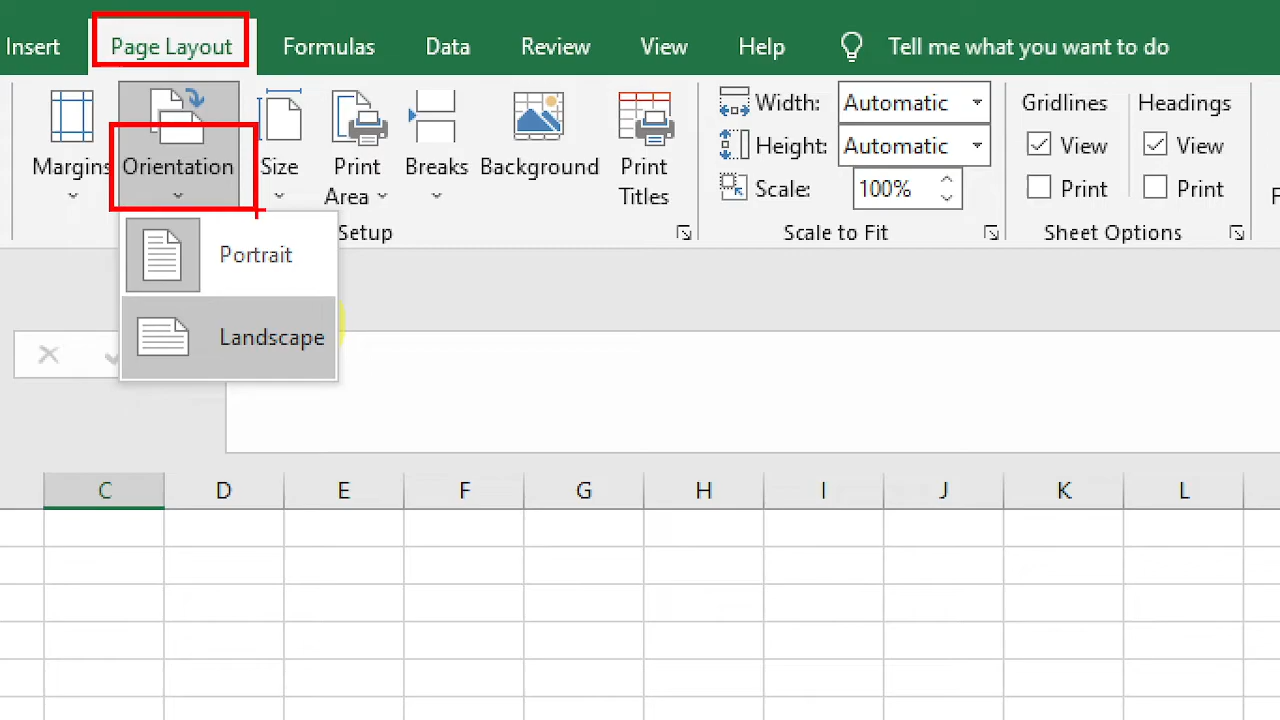 Insert Page Layout Formulas Data Review View Help Tell me what you want to do
Margins Orientation Size Print Area Breaks Background Print Titles
Width: Automatic
Height: Automatic
Scale: 100%
Gridlines
View
Print
Headings
View
Print
Setup Scale to Fit Sheet Options
Portrait
Landscape
C D E F G H I J K L